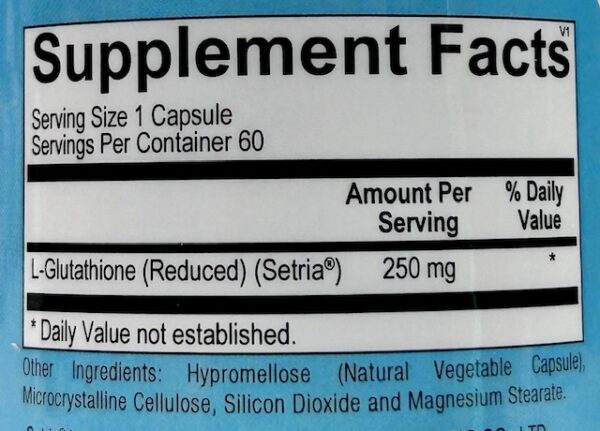 Supplement Facts V1
Serving Size 1 Capsule
Servings Per Container 60
Amount Per % Daily
Serving Value
L-Glutathione (Reduced) (Setria®) 250 mg *
* Daily Value not established.
Other Ingredients: Hypromellose (Natural Vegetable Capsule),
Microcrystalline Cellulose, Silicon Dioxide and Magnesium Stearate.
LTD